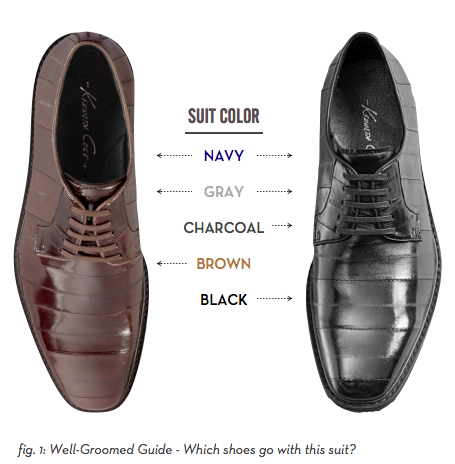 Kenneth Cole
Kenneth Cole
SUIT COLOR
NAVY
GRAY
CHARCOAL
BROWN
BLACK
fig. 1: Well-Groomed Guide - Which shoes go with this suit?